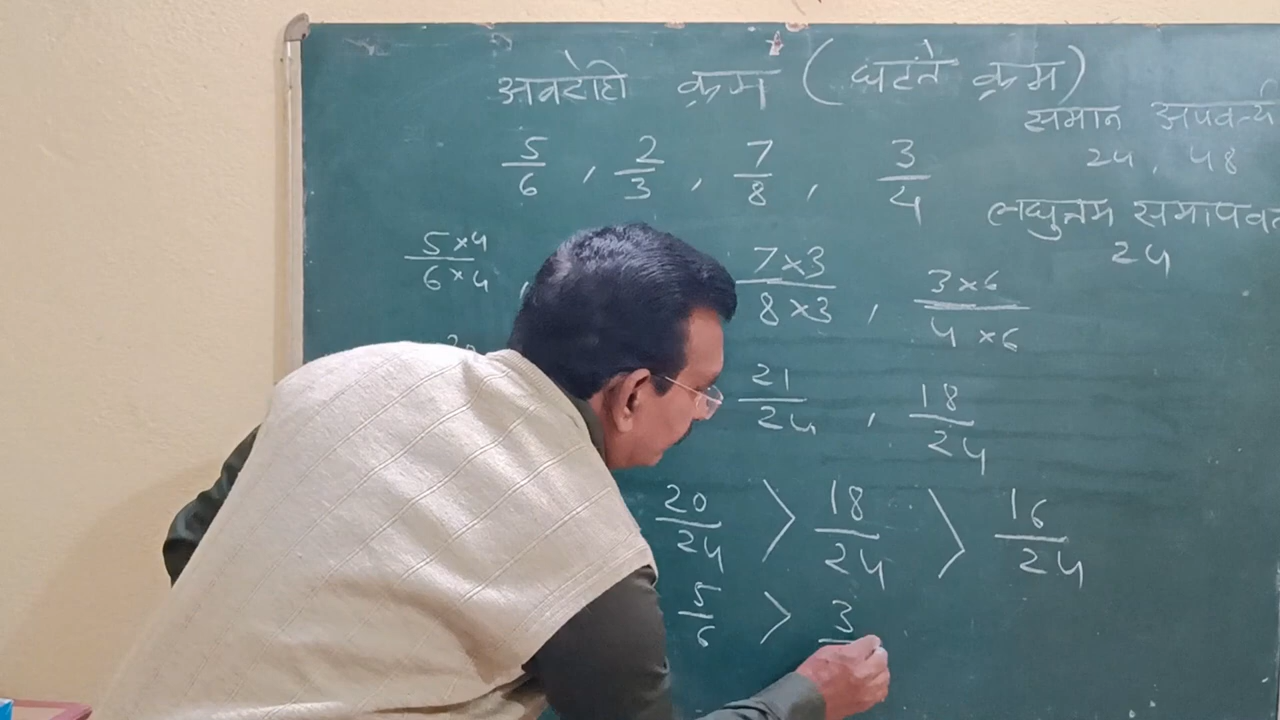 अवरोही क्रम (घटते क्रम)
समान अपवर्त्य
24, 48
5/6, 2/3, 7/8, 3/4
लघुत्तम समापवर्त
24
5×4/6×4, 7×3/8×3, 3×6/4×6
20 21/24, 18/24
20/24 > 18/24 > 16/24
5/6 > 3